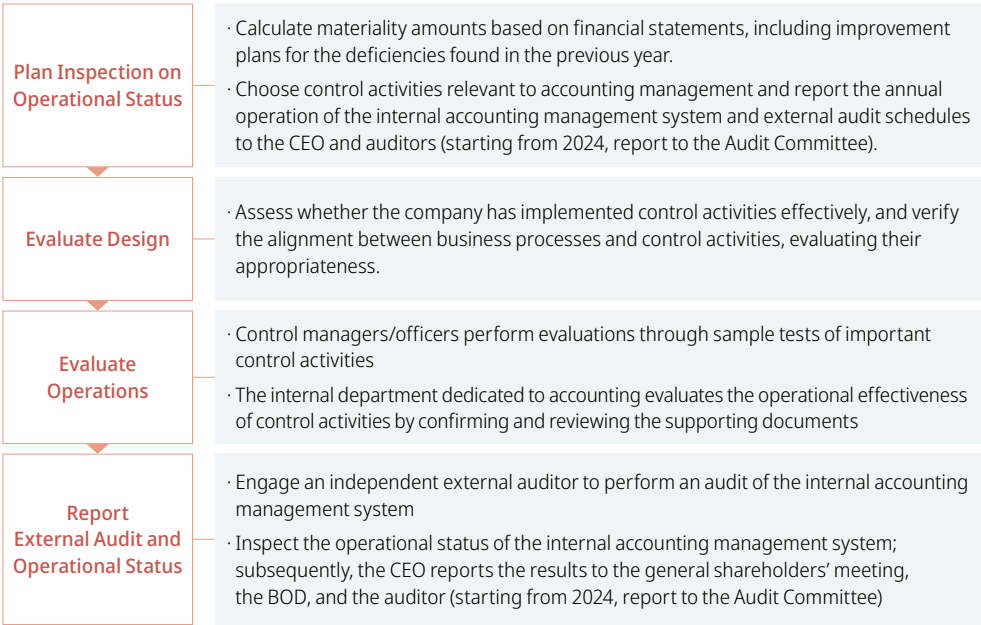 Plan Inspection on
Operational Status
· Calculate materiality amounts based on financial statements, including improvement
plans for the deficiencies found in the previous year.
· Choose control activities relevant to accounting management and report the annual
operation of the internal accounting management system and external audit schedules
to the CEO and auditors (starting from 2024, report to the Audit Committee).
Evaluate Design
· Assess whether the company has implemented control activities effectively, and verify
the alignment between business processes and control activities, evaluating their
appropriateness.
Evaluate
Operations
· Control managers/officers perform evaluations through sample tests of important
control activities
· The internal department dedicated to accounting evaluates the operational effectiveness
of control activities by confirming and reviewing the supporting documents
Report
External Audit and
Operational Status
· Engage an independent external auditor to perform an audit of the internal accounting
management system
· Inspect the operational status of the internal accounting management system;
subsequently, the CEO reports the results to the general shareholders’ meeting,
the BOD, and the auditor (starting from 2024, report to the Audit Committee)